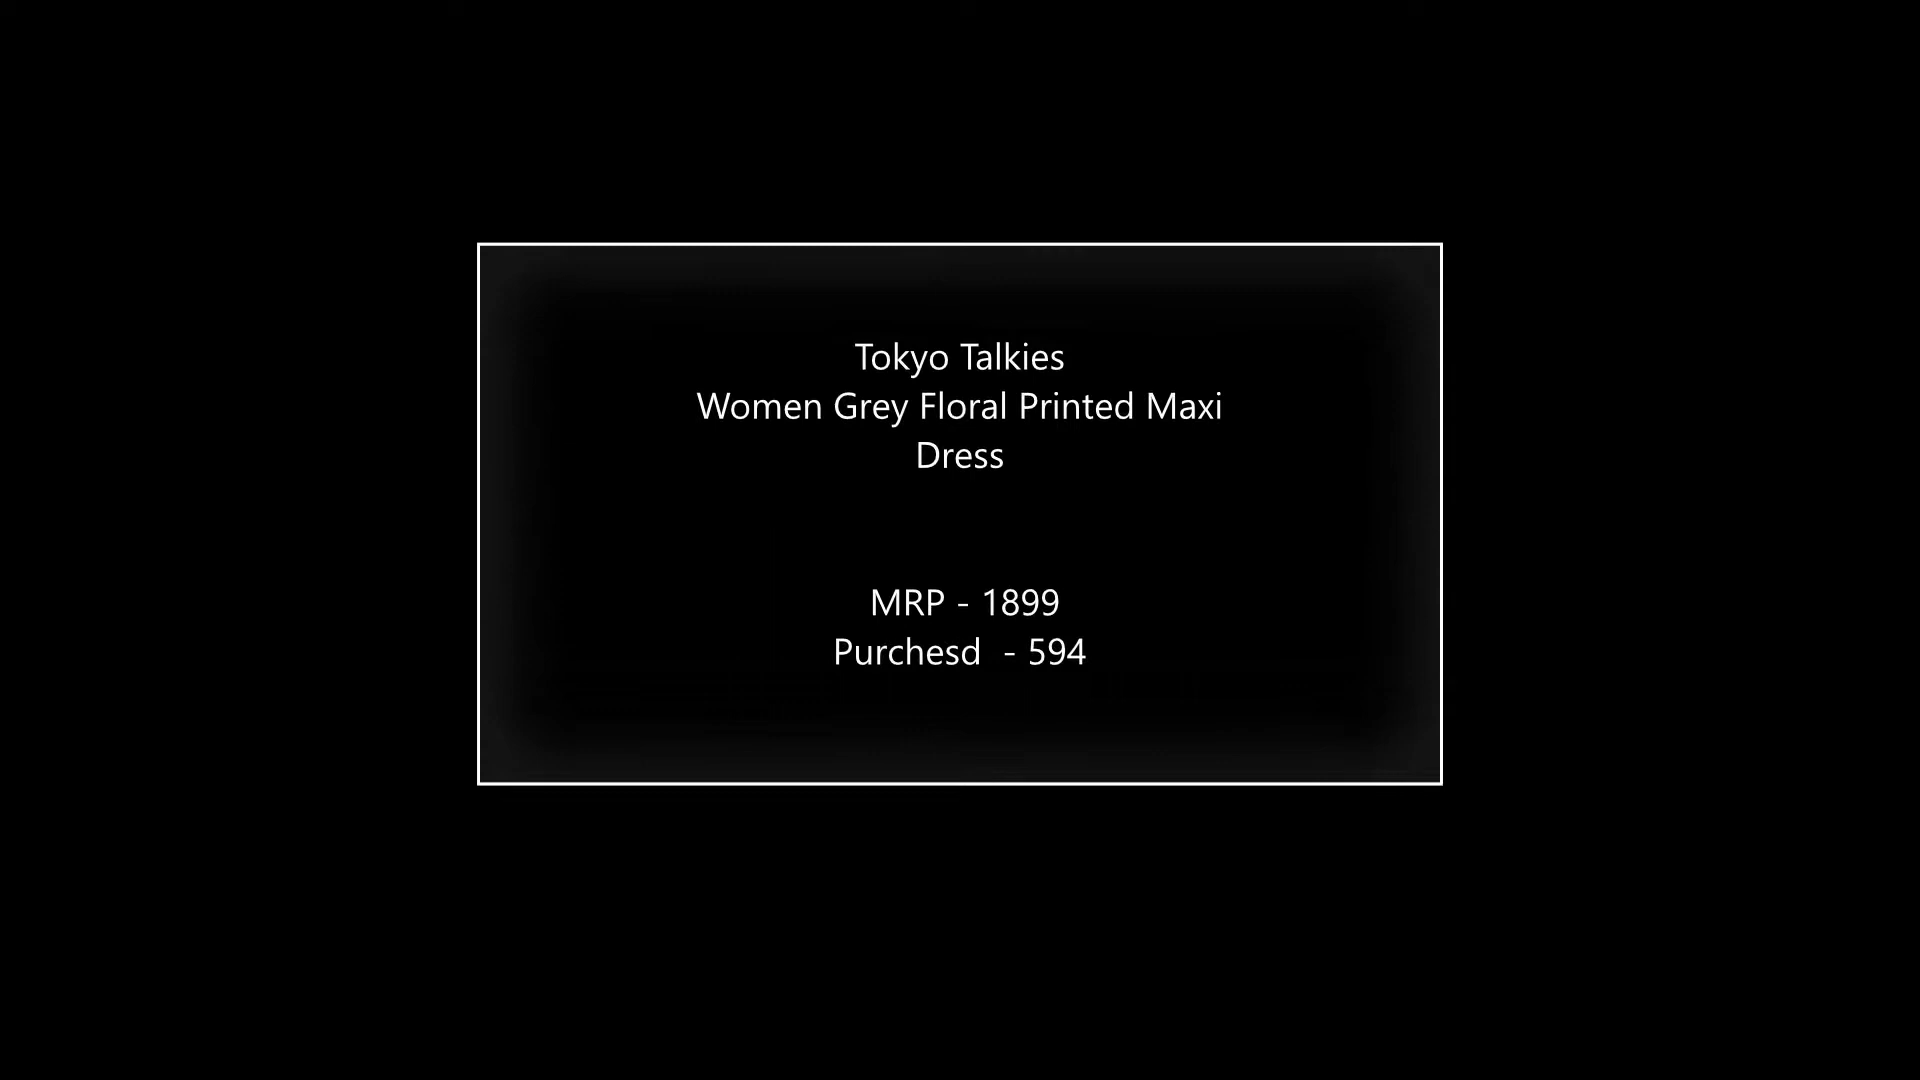 Tokyo Talkies
Women Grey Floral Printed Maxi
Dress
MRP - 1899
Purchesd  - 594